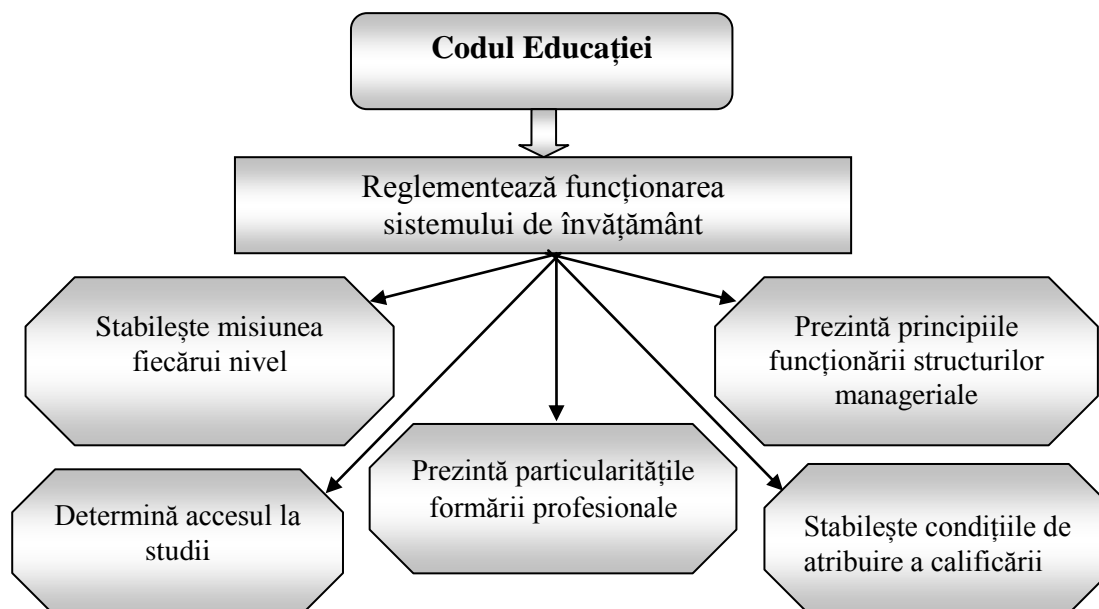 Codul Educației
Reglementează funcționarea
sistemului de învățământ
Stabilește misiunea
fiecărui nivel
Prezintă principiile
funcționării structurilor
manageriale
Determină accesul la
studii
Prezintă particularitățile
formării profesionale
Stabilește condițiile de
atribuire a calificării